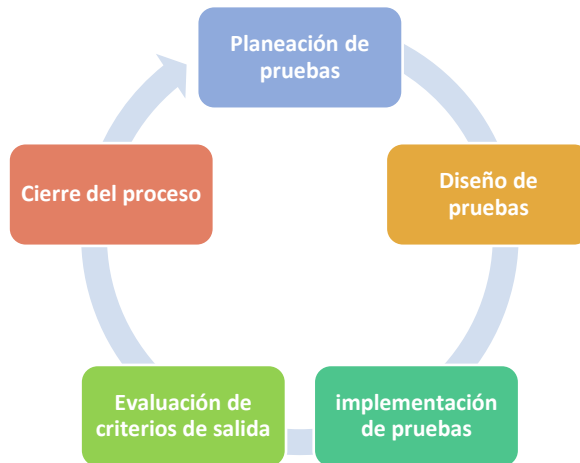 Planeación de
pruebas
Diseño de
pruebas
implementación
de pruebas
Evaluación de
criterios de salida
Cierre del proceso